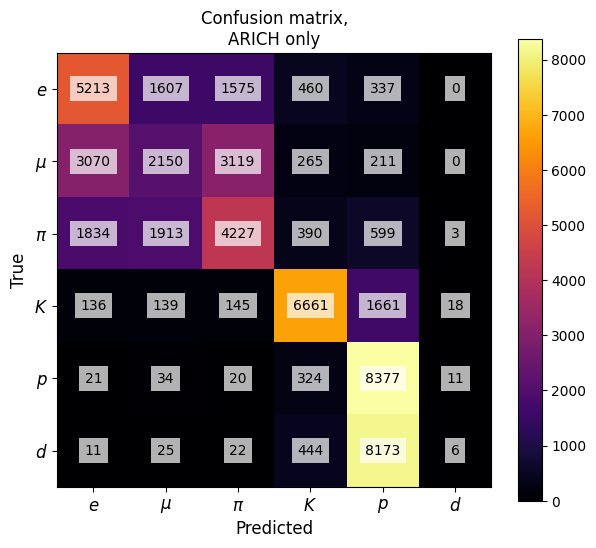 Confusion matrix,
ARICH only
e 5213 1607 1575 460 337 0
μ 3070 2150 3119 265 211 0
π 1834 1913 4227 390 599 3
K 136 139 145 6661 1661 18
p 21 34 20 324 8377 11
d 11 25 22 444 8173 6
e μ π K p d
True
Predicted
8000
7000
6000
5000
4000
3000
2000
1000
0